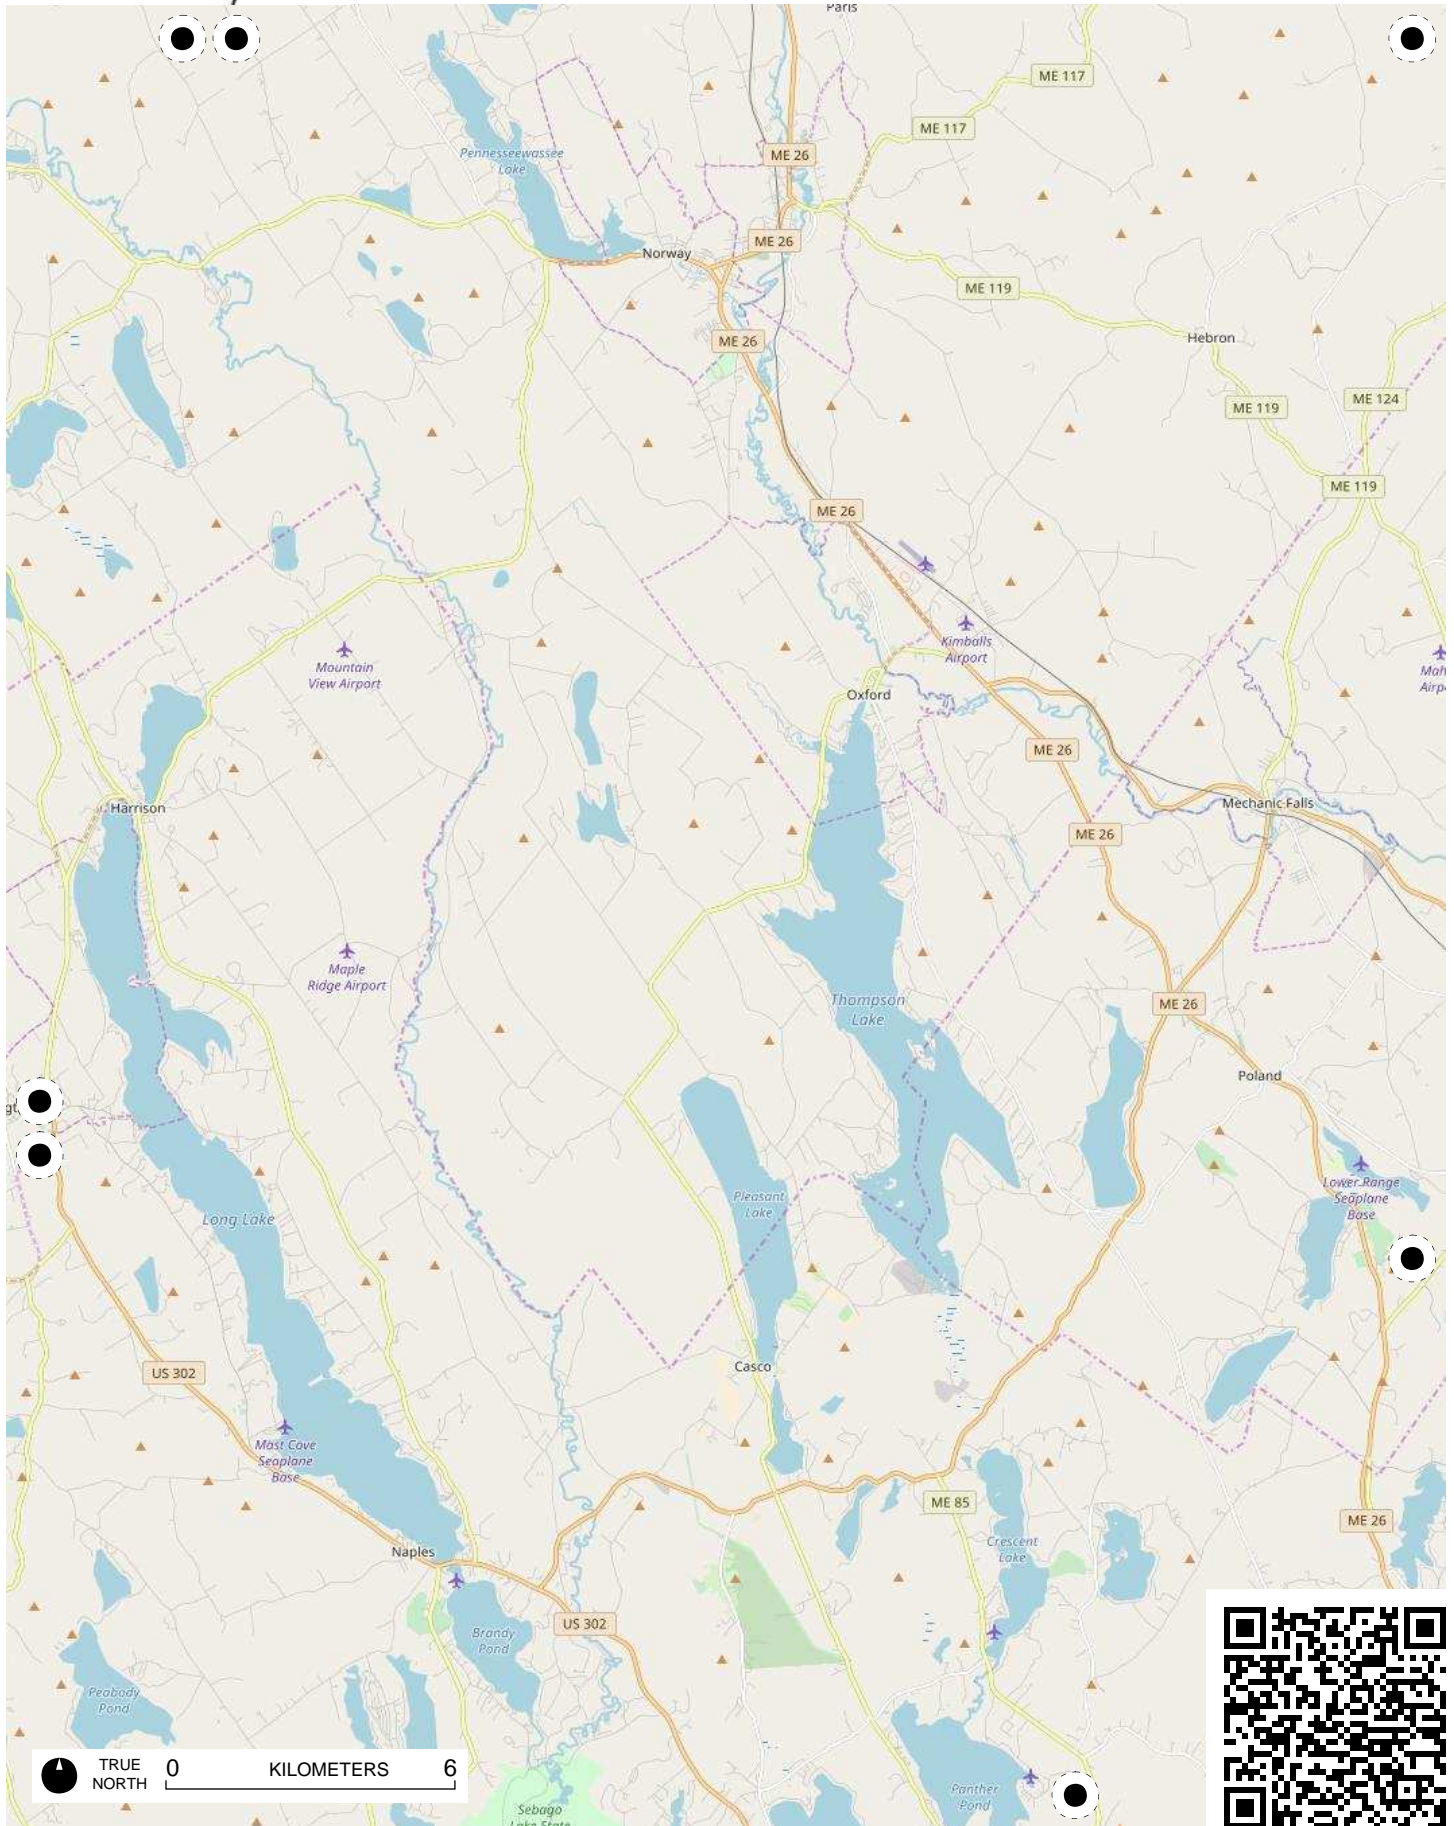 Paris
ME 117
ME 117
Pennesseewassee
Lake
ME 26
Norway
ME 26
ME 119
ME 26
Hebron
ME 124
ME 119
ME 119
ME 26
Kimballs
Airport
Mountain
View Airport
Oxford
ME 26
Harrison
Mechanic Falls
ME 26
Maple
Ridge Airport
Thompson
Lake
ME 26
Poland
Pleasant
Lake
Lower Range
Seaplane
Base
Long Lake
US 302
Casco
Mast Cove
Seaplane
Base
ME 85
ME 26
Crescent
Lake
Naples
US 302
Brandy
Pond
Peabody
Pond
TRUE
NORTH
0 KILOMETERS 6
Panther
Pond
Sebago
Lake State